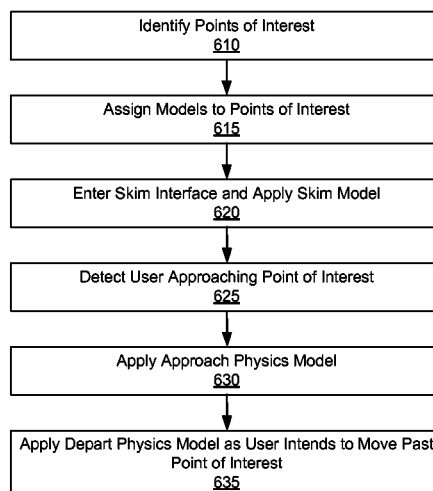 Identify Points of Interest
610
Assign Models to Points of Interest
615
Enter Skim Interface and Apply Skim Model
620
Detect User Approaching Point of Interest
625
Apply Approach Physics Model
630
Apply Depart Physics Model as User Intends to Move Past
Point of Interest
635